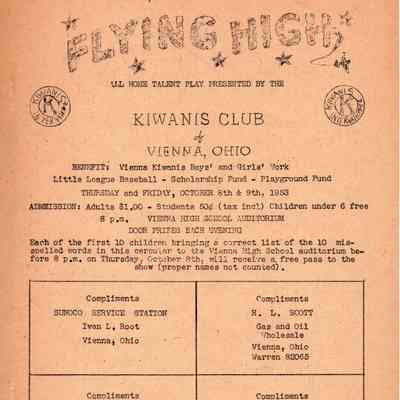 FLYING HIGH
ALL HOME TALENT PLAY PRESENTED BY THE
KIWANIS CLUB
of
VIENNA, OHIO
BENEFIT: Vienna Kiwanis Boys' and Girls' Work
Little League Baseball - Scholarship Fund - Playground Fund
THURSDAY and FRIDAY, OCTOBER 8th & 9th, 1953
ADMISSION: Adults $1.00 - Students 50¢ (tax incl) Children under 6 free
8 p.m. VIENNA HIGH SCHOOL AUDITORIUM
DOOR PRIZES EACH EVENING
Each of the first 10 children bringing a correct list of the 10 mis-
spelled words in this cercular to the Vienna High School auditorium be-
fore 8 p.m. on Thursday, October 8th, will receive a free pass to the
show (proper names not counted).
Compliments
SUNOCO SERVICE STATION
Ivan L. Root
Vienna, Ohio
Compliments
H. L. SCOTT
Gas and Oil
Wholesale
Vienna, Ohio
Warren 82065
Compliments
Compliments
KIWANIS
K
INTERNATIONAL
KIWANIS
K
INTERNATIONAL